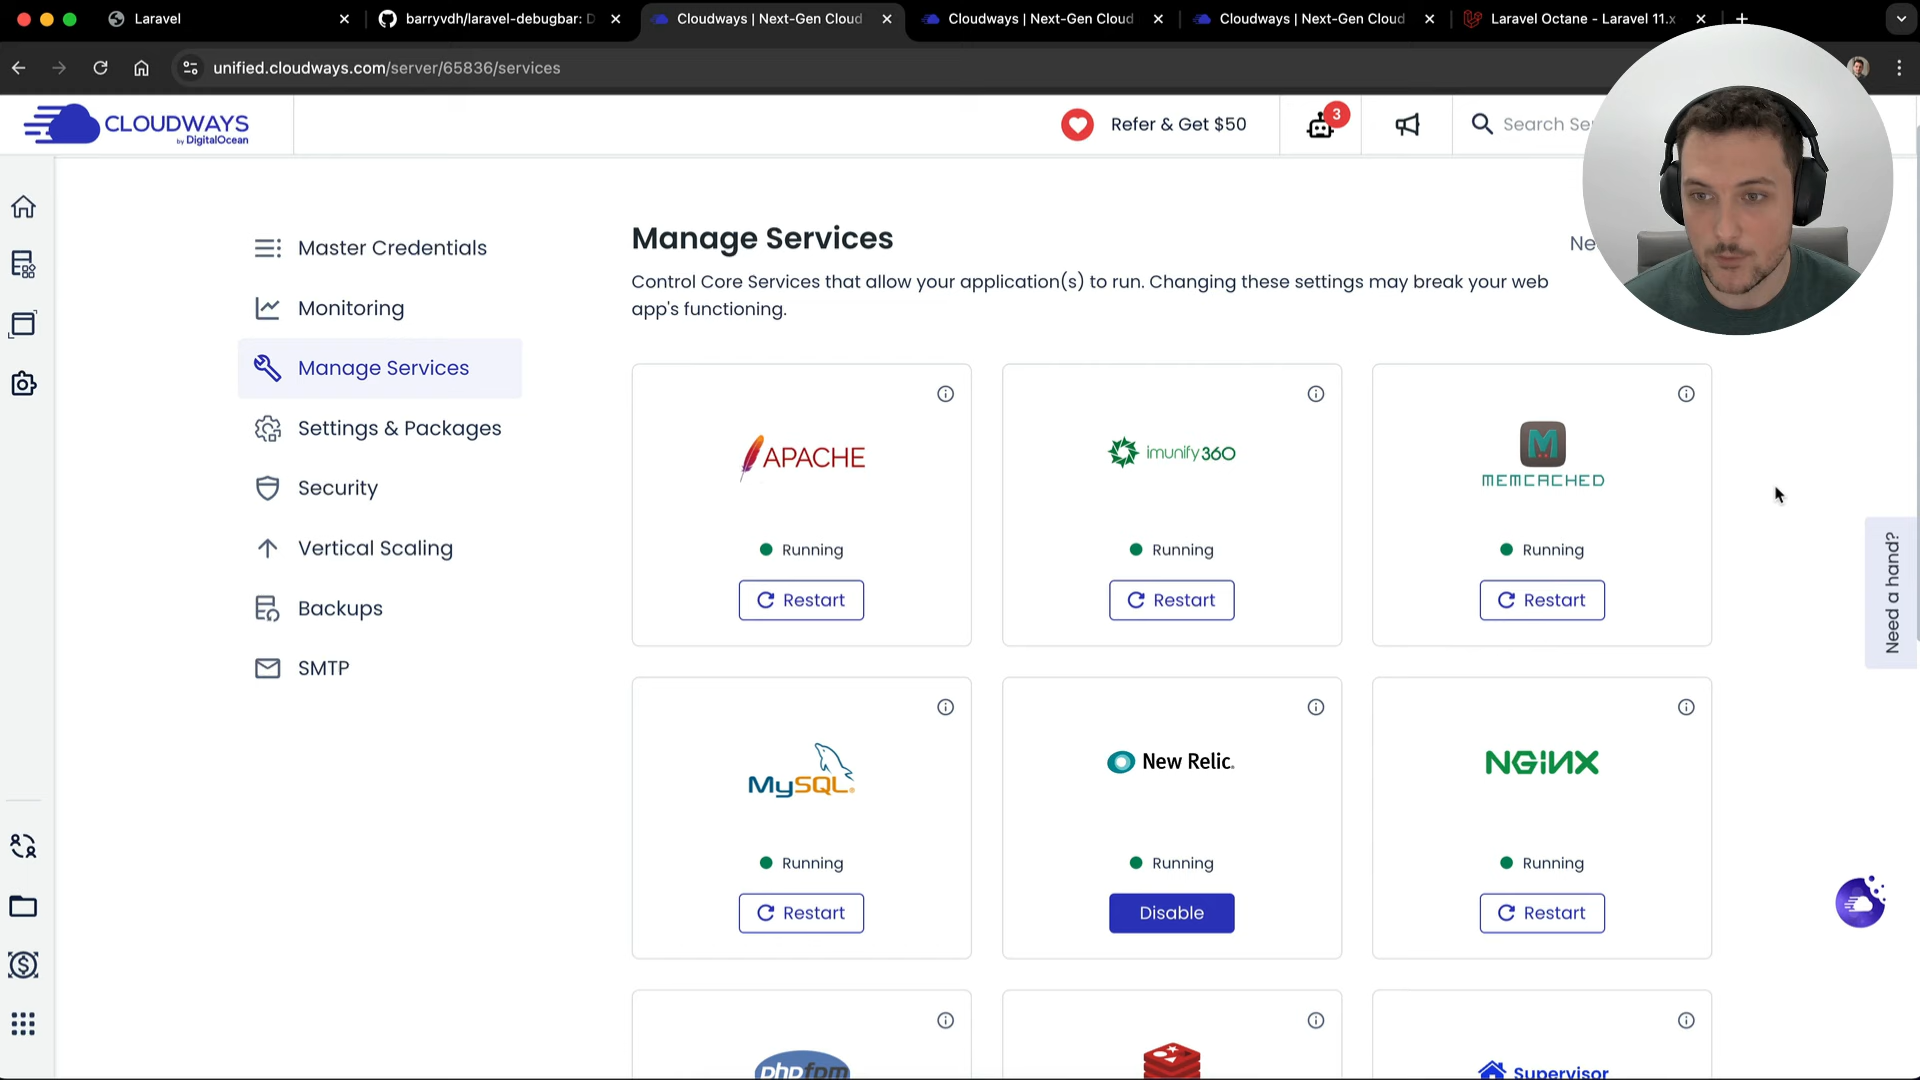 Laravel
barryvdh/laravel-debugbar: D
Cloudways | Next-Gen Cloud
Cloudways | Next-Gen Cloud
Cloudways | Next-Gen Cloud
Laravel Octane - Laravel 11.x
unified.cloudways.com/server/65836/services
CLOUDWAYS
by DigitalOcean
Refer & Get $50
3
Search Se
Master Credentials
Monitoring
Manage Services
Settings & Packages
Security
Vertical Scaling
Backups
SMTP
Manage Services
Ne
Control Core Services that allow your application(s) to run. Changing these settings may break your web
app's functioning.
APACHE
Running
Restart
imunify360
Running
Restart
MEMCACHED
Running
Restart
MySQL
Running
Restart
New Relic.
Running
Disable
NGINX
Running
Restart
php fpm
Supervisor
Need a hand?